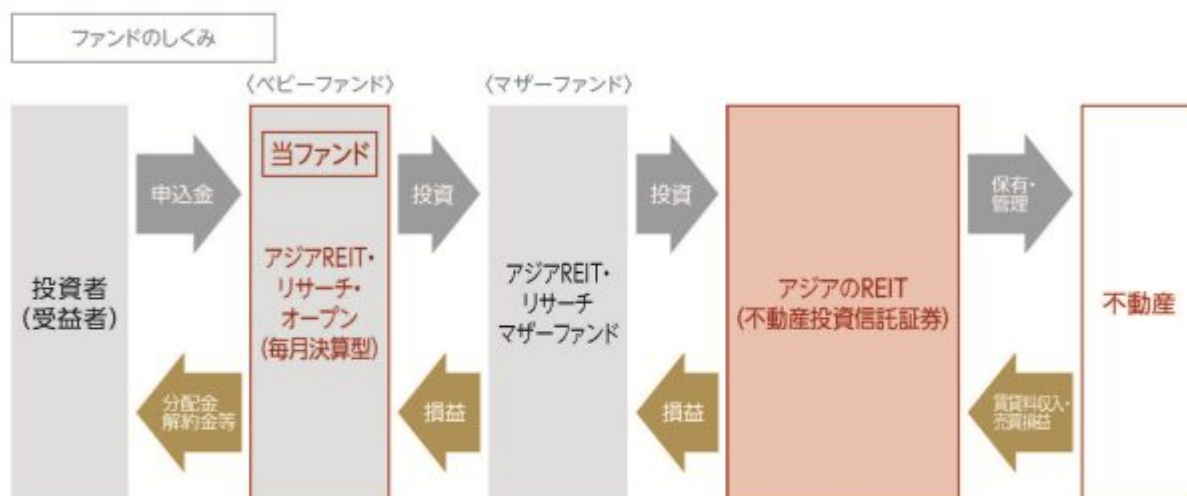 ファンドのしくみ
〈ベビーファンド〉
〈マザーファンド〉
投資者
(受益者)
申込金
分配金
解約金等
当ファンド
アジアREIT・
リサーチ・
オープン
(毎月決算型)
投資
損益
アジアREIT・
リサーチ
マザーファンド
投資
損益
アジアのREIT
(不動産投資信託証券)
保有・
管理
賃貸料収入・
売買損益
不動産